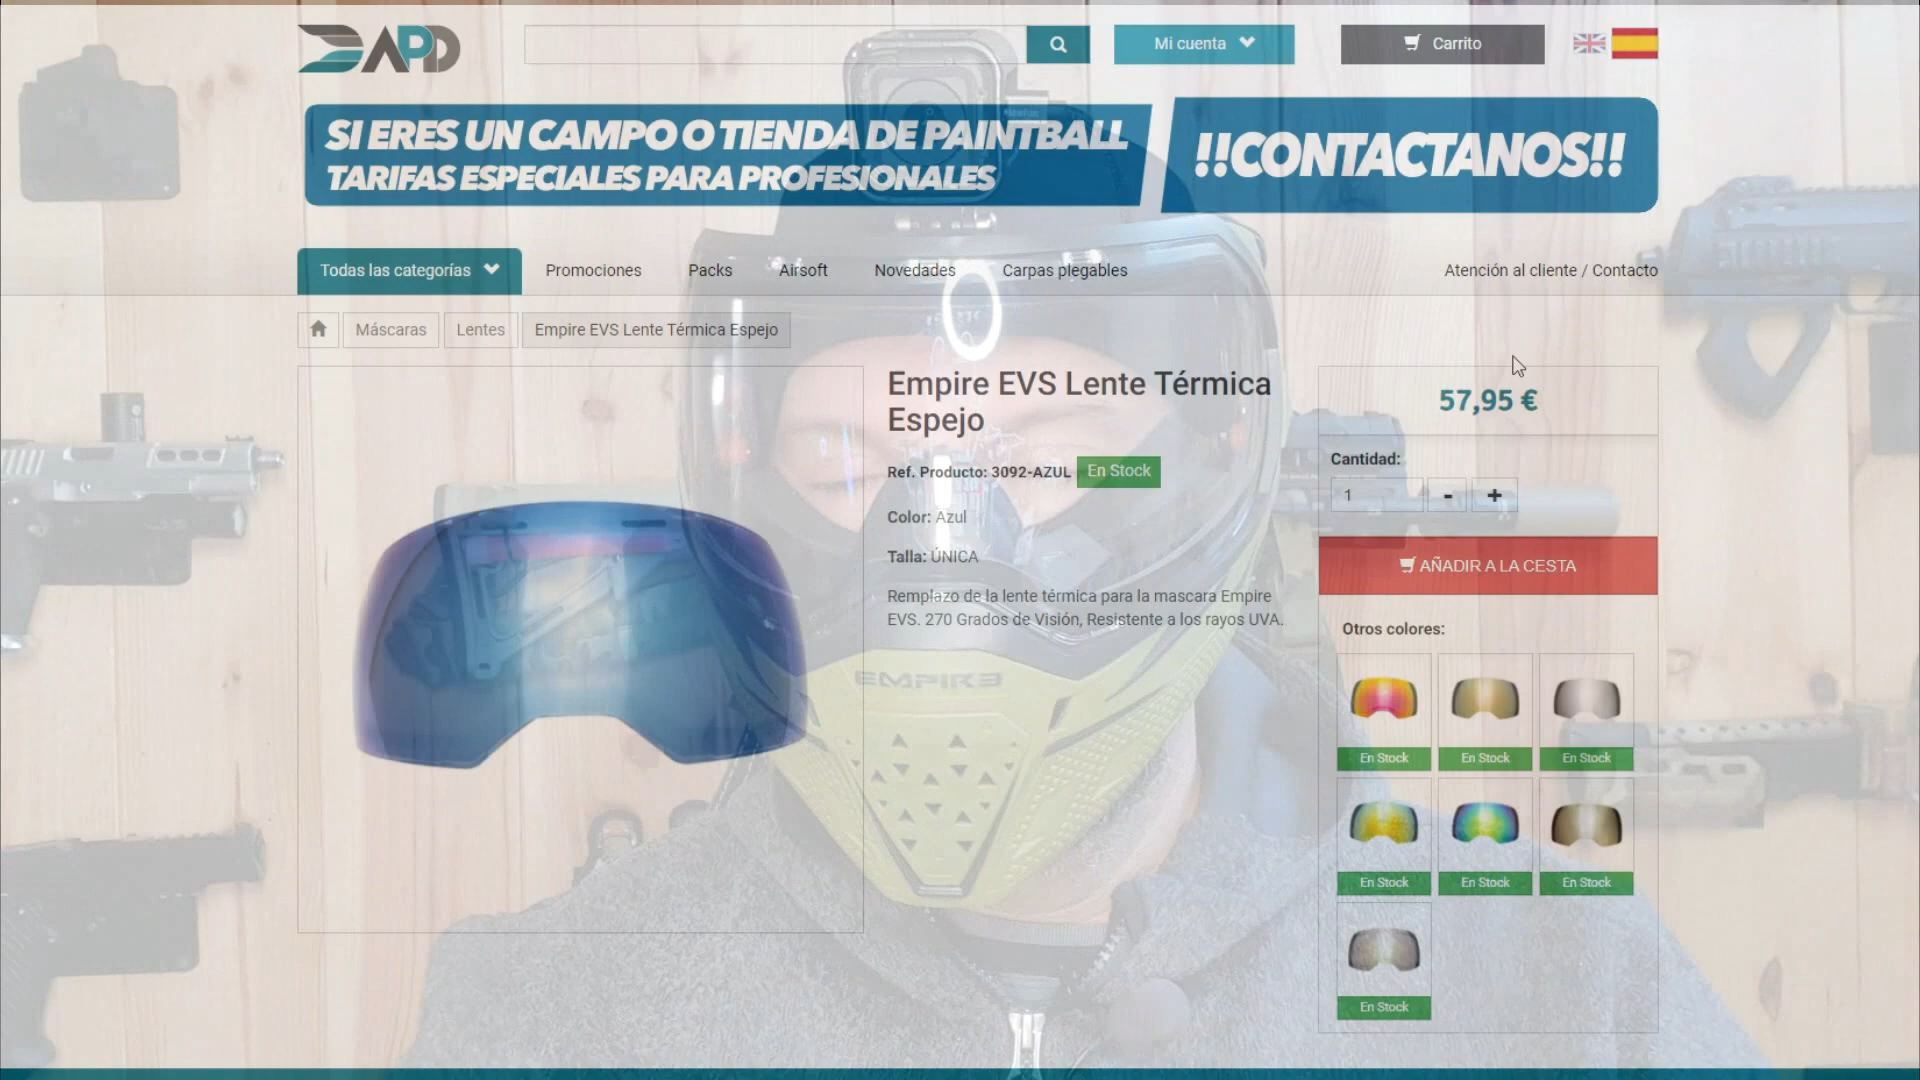 APD
Mi cuenta
Carrito
SI ERES UN CAMPO O TIENDA DE PAINTBALL
TARIFAS ESPECIALES PARA PROFESIONALES
!!CONTACTANOS!!
Todas las categorías
Promociones
Packs
Airsoft
Novedades
Carpas plegables
Atención al cliente / Contacto
Máscaras
Lentes
Empire EVS Lente Térmica Espejo
Empire EVS Lente Térmica
Espejo
Ref. Producto: 3092-AZUL
En Stock
Color: Azul
Talla: ÚNICA
Remplazo de la lente térmica para la mascara Empire
EVS. 270 Grados de Visión, Resistente a los rayos UVA.
EMPIRE
57,95 €
Cantidad:
1
-
+
AÑADIR A LA CESTA
Otros colores:
En Stock
En Stock
En Stock
En Stock
En Stock
En Stock
En Stock